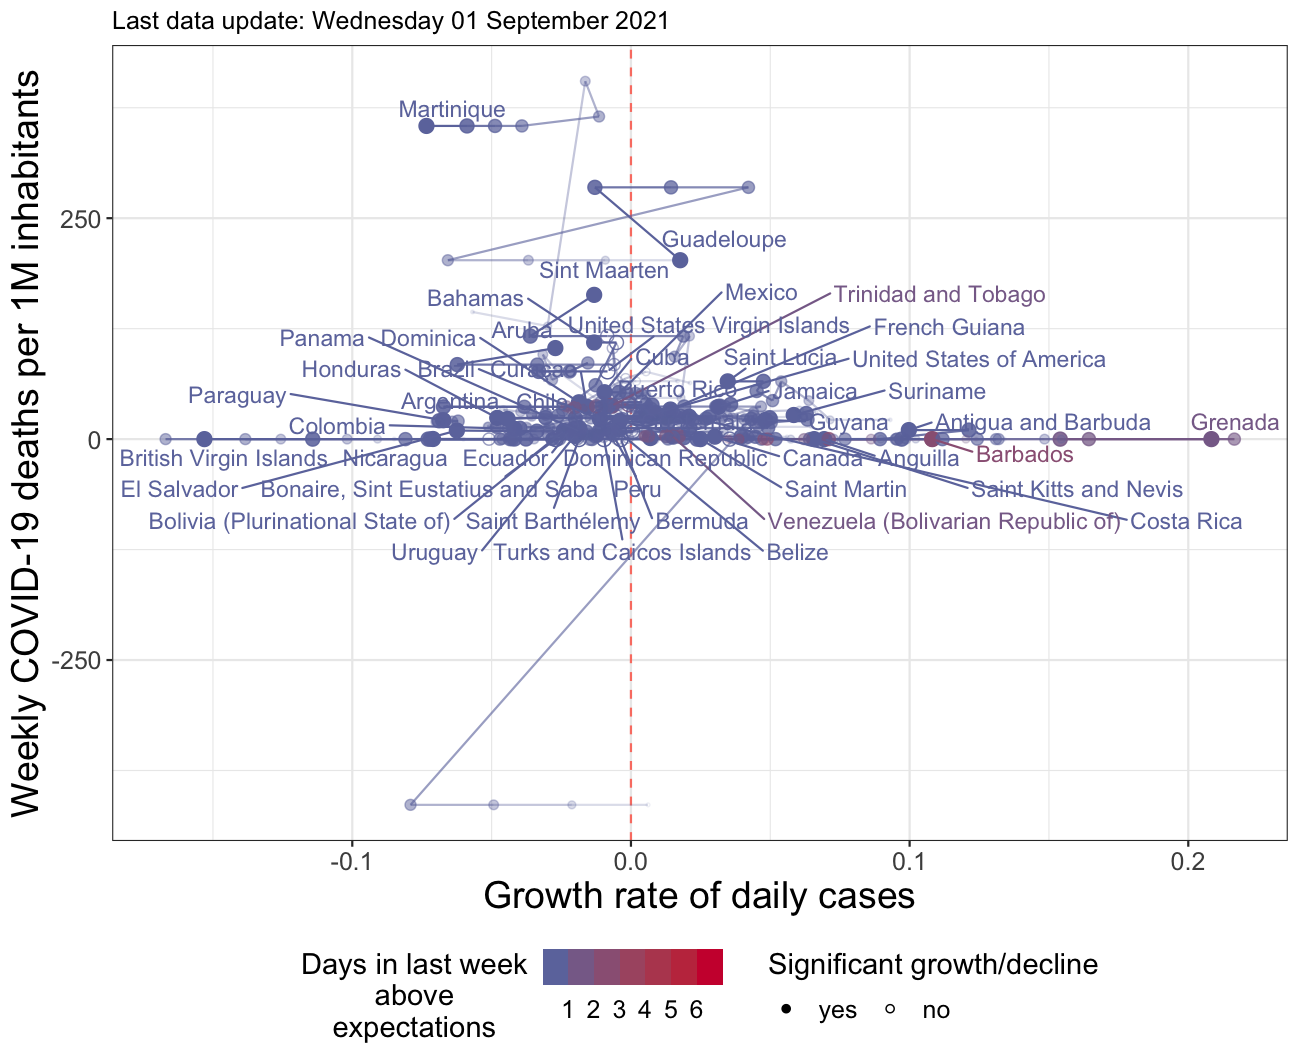 Last data update: Wednesday 01 September 2021
Weekly COVID-19 deaths per 1M inhabitants
250
0
-250
Martinique
Guadeloupe
Sint Maarten
Bahamas
Mexico
Trinidad and Tobago
Panama
Dominica
Aruba
United States Virgin Islands
French Guiana
Honduras
Brazil
Curaçao
Cuba
Saint Lucia
United States of America
Paraguay
Argentina
Chile
Puerto Rico
Jamaica
Suriname
Colombia
Guyana
Antigua and Barbuda
Grenada
British Virgin Islands
Nicaragua
Ecuador
Dominican Republic
Canada
Anguilla
Barbados
El Salvador
Bonaire, Sint Eustatius and Saba
Peru
Saint Martin
Saint Kitts and Nevis
Bolivia (Plurinational State of)
Saint Barthélemy
Bermuda
Venezuela (Bolivarian Republic of)
Costa Rica
Uruguay
Turks and Caicos Islands
Belize
-0.1
0.0
0.1
0.2
Growth rate of daily cases
Days in last week
above
expectations
1 2 3 4 5 6
Significant growth/decline
yes
no